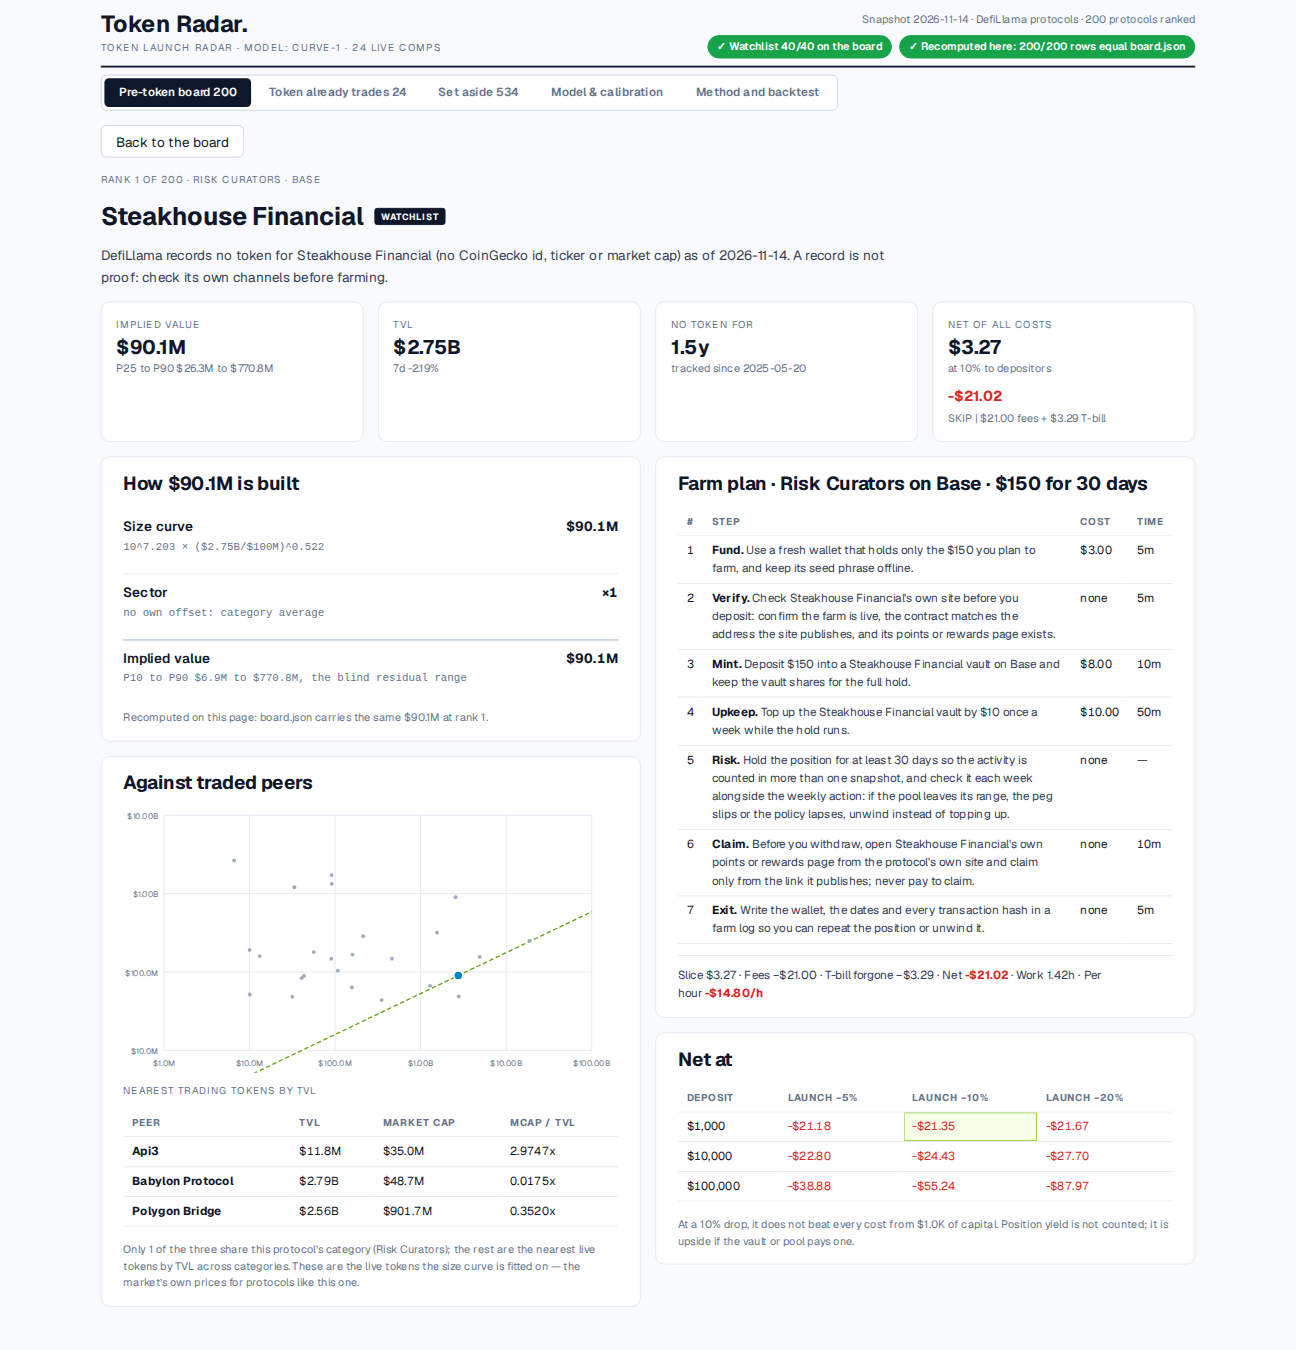 Token Radar.
TOKEN LAUNCH RADAR · MODEL: CURVE-1 · 24 LIVE COMPS
Snapshot 2026-11-14 · DefiLlama protocols · 200 protocols ranked
✓ Watchlist 40/40 on the board
✓ Recomputed here: 200/200 rows equal board.json
Pre-token board 200
Token already trades 24
Set aside 534
Model & calibration
Method and backtest
Back to the board
RANK 1 OF 200 · RISK CURATORS · BASE
Steakhouse Financial WATCHLIST
DefiLlama records no token for Steakhouse Financial (no CoinGecko id, ticker or market cap) as of 2026-11-14. A record is not
proof: check its own channels before farming.
IMPLIED VALUE
$90.1M
P25 to P90 $26.3M to $770.8M
TVL
$2.75B
7d -2.19%
NO TOKEN FOR
1.5y
tracked since 2025-05-20
NET OF ALL COSTS
$3.27
at 10% to depositors
-$21.02
SKIP | $21.00 fees + $3.29 T-bill
How $90.1M is built
Size curve $90.1M
10^7.203 × ($2.75B/$100M)^0.522
Sector ×1
no own offset: category average
Implied value $90.1M
P10 to P90 $6.9M to $770.8M, the blind residual range
Recomputed on this page: board.json carries the same $90.1M at rank 1.
Against traded peers
$10.00B
$1.00B
$100.0M
$10.0M
$1.0M $10.0M $100.0M $1.00B $10.00B $100.00B
NEAREST TRADING TOKENS BY TVL
PEER TVL MARKET CAP MCAP / TVL
Api3 $11.8M $35.0M 2.9747x
Babylon Protocol $2.79B $48.7M 0.0175x
Polygon Bridge $2.56B $901.7M 0.3520x
Only 1 of the three share this protocol's category (Risk Curators); the rest are the nearest live
tokens by TVL across categories. These are the live tokens the size curve is fitted on — the
market's own prices for protocols like this one.
Farm plan · Risk Curators on Base · $150 for 30 days
# STEP COST TIME
1 Fund. Use a fresh wallet that holds only the $150 you plan to $3.00 5m
farm, and keep its seed phrase offline.
2 Verify. Check Steakhouse Financial's own site before you none 5m
deposit: confirm the farm is live, the contract matches the
address the site publishes, and its points or rewards page exists.
3 Mint. Deposit $150 into a Steakhouse Financial vault on Base and $8.00 10m
keep the vault shares for the full hold.
4 Upkeep. Top up the Steakhouse Financial vault by $10 once a $10.00 50m
week while the hold runs.
5 Risk. Hold the position for at least 30 days so the activity is none —
counted in more than one snapshot, and check it each week
alongside the weekly action: if the pool leaves its range, the peg
slips or the policy lapses, unwind instead of topping up.
6 Claim. Before you withdraw, open Steakhouse Financial's own none 10m
points or rewards page from the protocol's own site and claim
only from the link it publishes; never pay to claim.
7 Exit. Write the wallet, the dates and every transaction hash in a none 5m
farm log so you can repeat the position or unwind it.
Slice $3.27 · Fees −$21.00 · T-bill forgone −$3.29 · Net -$21.02 · Work 1.42h · Per
hour -$14.80/h
Net at
DEPOSIT LAUNCH −5% LAUNCH −10% LAUNCH −20%
$1,000 -$21.18 -$21.35 -$21.67
$10,000 -$22.80 -$24.43 -$27.70
$100,000 -$38.88 -$55.24 -$87.97
At a 10% drop, it does not beat every cost from $1.0K of capital. Position yield is not counted; it is
upside if the vault or pool pays one.